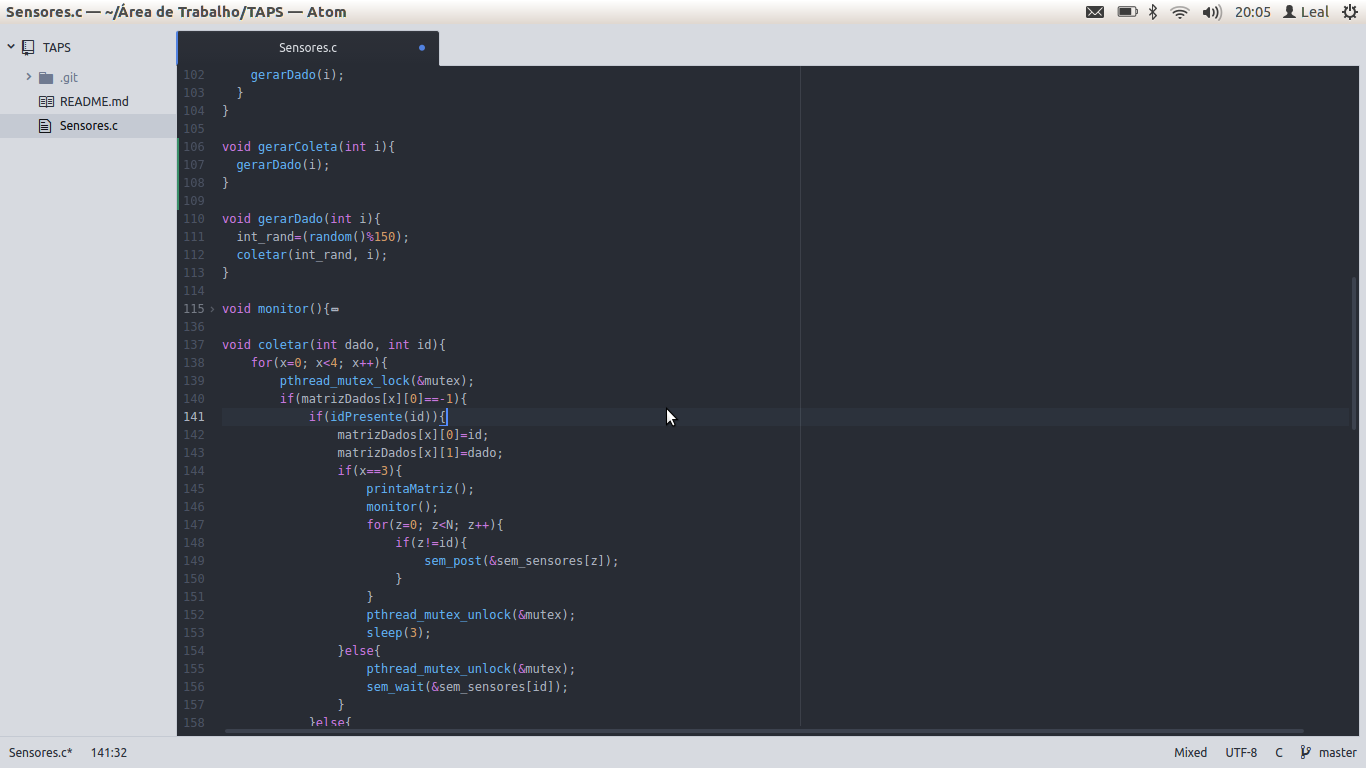 Sensores.c — ~/Área de Trabalho/TAPS — Atom
20:05 Leal
TAPS
.git
README.md
Sensores.c
Sensores.c
102     gerarDado(i);
103   }
104 }
105
106 void gerarColeta(int i){
107   gerarDado(i);
108 }
109
110 void gerarDado(int i){
111   int_rand=(random()%150);
112   coletar(int_rand, i);
113 }
114
115 void monitor(){
136
137 void coletar(int dado, int id){
138     for(x=0; x<4; x++){
139         pthread_mutex_lock(&mutex);
140         if(matrizDados[x][0]==-1){
141             if(idPresente(id)){
142                 matrizDados[x][0]=id;
143                 matrizDados[x][1]=dado;
144                 if(x==3){
145                     printaMatriz();
146                     monitor();
147                     for(z=0; z<N; z++){
148                         if(z!=id){
149                             sem_post(&sem_sensores[z]);
150                         }
151                     }
152                     pthread_mutex_unlock(&mutex);
153                     sleep(3);
154                 }else{
155                     pthread_mutex_unlock(&mutex);
156                     sem_wait(&sem_sensores[id]);
157                 }
158             }else{
Sensores.c* 141:32
Mixed UTF-8 C master